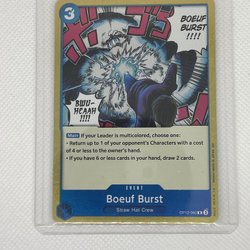 3
BOEUF
BURST
!!!!
BWU-
HCAAH
!!!!
Main If your Leader is multicolored, choose one:
• Return up to 1 of your opponent's Characters with a cost
of 4 or less to the owner's hand.
• If you have 6 or less cards in your hand, draw 2 cards.
EVENT
Boeuf Burst
Straw Hat Crew